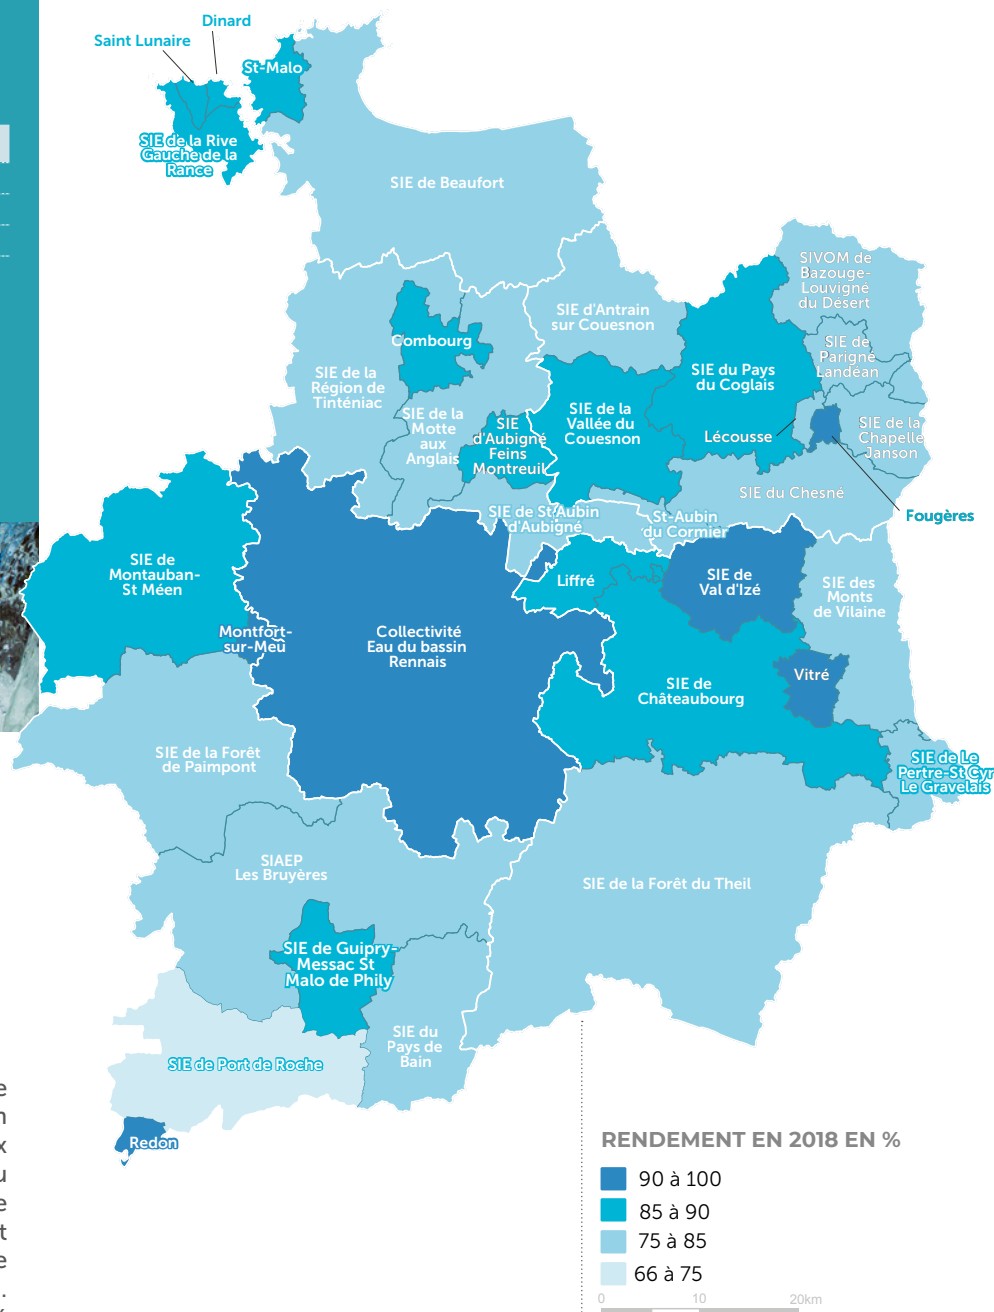 Dinard
Saint Lunaire
St-Malo
SIE de la Rive
Gauche de la
Rance
SIE de Beaufort
SIVOM de
Bazouge-
Louvigné
du Désert
SIE d'Antrain
sur Couesnon
Combourg
SIE de
Parigné
Landéan
SIE de la
Région de
Tinténiac
SIE du Pays
du Coglais
SIE de la
Motte
aux
Anglais
SIE
d'Aubigné
Feins
Montreuil
SIE de la
Vallée du
Couesnon
Lécousse
SIE de la
Chapelle
Janson
SIE du Chesné
Fougères
SIE de St Aubin
d'Aubigné
St-Aubin
du Cormier
SIE de
Montauban-
St Méen
Liffré
SIE de
Val d'Izé
SIE des
Monts
de Vilaine
Montfort-
sur-Meu
Collectivité
Eau du bassin
Rennais
Vitré
SIE de
Châteaubourg
SIE de la Forêt
de Paimpont
SIE de Le
Pertre-St Cyr
Le Gravelais
SIAEP
Les Bruyères
SIE de la Forêt du Theil
SIE de Guipry-
Messac St
Malo de Phily
SIE du
Pays de
Bain
SIE de Port de Roche
Redon
RENDEMENT EN 2018 EN %
90 à 100
85 à 90
75 à 85
66 à 75
0 10 20km
e
n
x
u
e
t
e
.